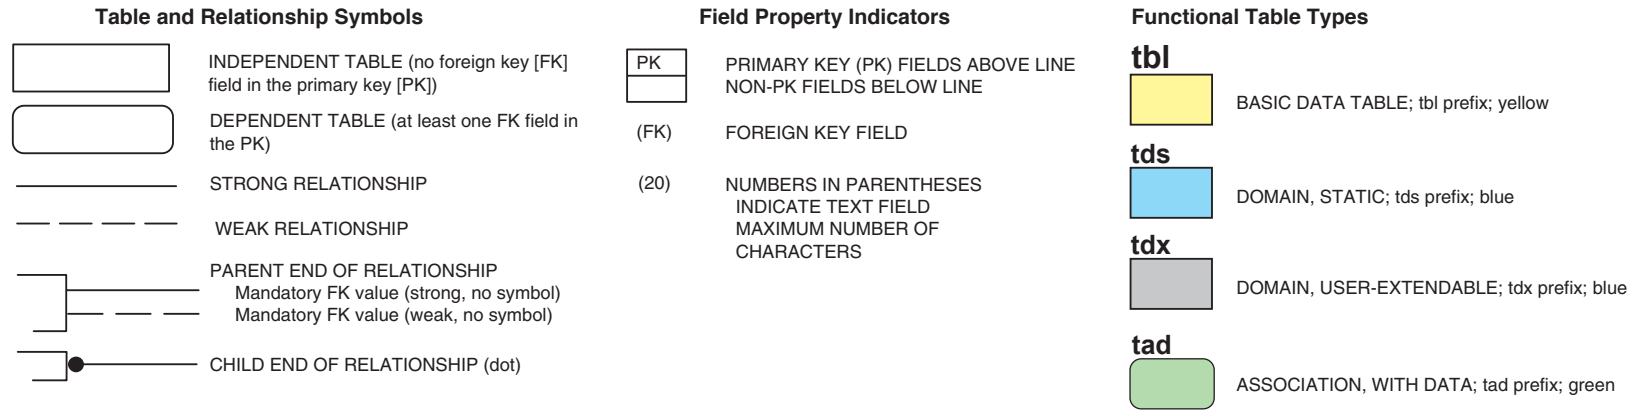 Table and Relationship Symbols
INDEPENDENT TABLE (no foreign key [FK]
field in the primary key [PK])
DEPENDENT TABLE (at least one FK field in
the PK)
STRONG RELATIONSHIP
WEAK RELATIONSHIP
PARENT END OF RELATIONSHIP
Mandatory FK value (strong, no symbol)
Mandatory FK value (weak, no symbol)
CHILD END OF RELATIONSHIP (dot)
Field Property Indicators
PK
PRIMARY KEY (PK) FIELDS ABOVE LINE
NON-PK FIELDS BELOW LINE
(FK)
FOREIGN KEY FIELD
(20)
NUMBERS IN PARENTHESES
INDICATE TEXT FIELD
MAXIMUM NUMBER OF
CHARACTERS
Functional Table Types
tbl
BASIC DATA TABLE; tbl prefix; yellow
tds
DOMAIN, STATIC; tds prefix; blue
tdx
DOMAIN, USER-EXTENDABLE; tdx prefix; blue
tad
ASSOCIATION, WITH DATA; tad prefix; green